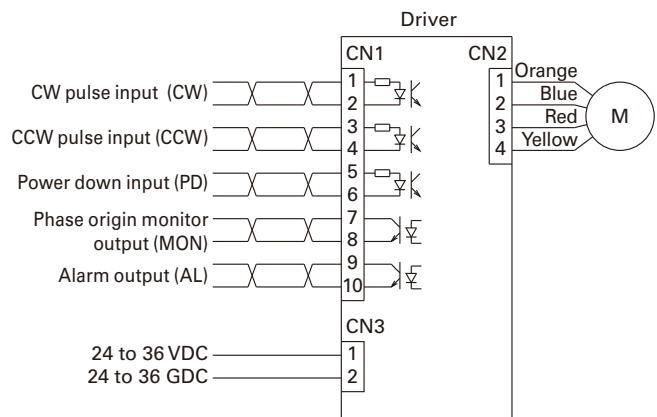 Driver
CN1
CN2
CW pulse input (CW)
1
2
CCW pulse input (CCW)
3
4
Power down input (PD)
5
6
Phase origin monitor
output (MON)
7
8
Alarm output (AL)
9
10
1
2
3
4
Orange
Blue
Red
Yellow
M
CN3
24 to 36 VDC
1
24 to 36 GDC
2